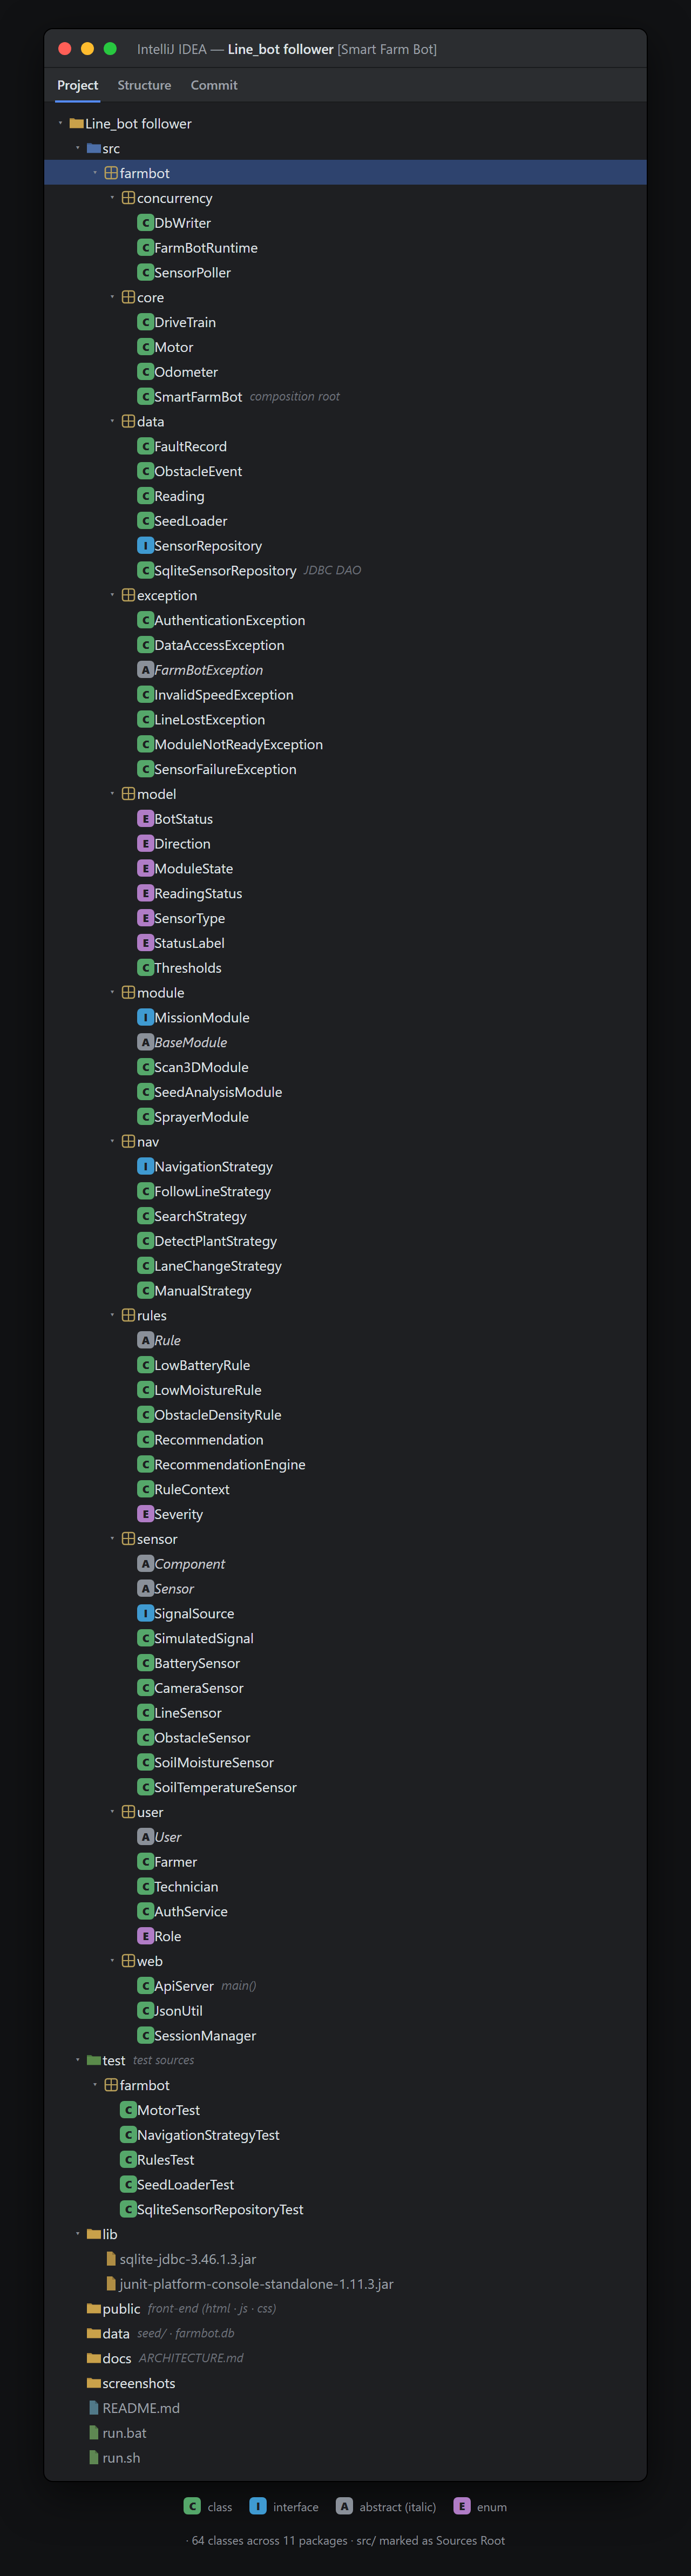 IntelliJ IDEA — Line_bot follower [Smart Farm Bot]
Project Structure Commit
Line_bot follower
src
farmbot
concurrency
C DbWriter
C FarmBotRuntime
C SensorPoller
core
C DriveTrain
C Motor
C Odometer
C SmartFarmBot composition root
data
C FaultRecord
C ObstacleEvent
C Reading
C SeedLoader
I SensorRepository
C SqliteSensorRepository JDBC DAO
exception
C AuthenticationException
C DataAccessException
A FarmBotException
C InvalidSpeedException
C LineLostException
C ModuleNotReadyException
C SensorFailureException
model
E BotStatus
E Direction
E ModuleState
E ReadingStatus
E SensorType
E StatusLabel
C Thresholds
module
I MissionModule
A BaseModule
C Scan3DModule
C SeedAnalysisModule
C SprayerModule
nav
I NavigationStrategy
C FollowLineStrategy
C SearchStrategy
C DetectPlantStrategy
C LaneChangeStrategy
C ManualStrategy
rules
A Rule
C LowBatteryRule
C LowMoistureRule
C ObstacleDensityRule
C Recommendation
C RecommendationEngine
C RuleContext
E Severity
sensor
A Component
A Sensor
I SignalSource
C SimulatedSignal
C BatterySensor
C CameraSensor
C LineSensor
C ObstacleSensor
C SoilMoistureSensor
C SoilTemperatureSensor
user
A User
C Farmer
C Technician
C AuthService
E Role
web
C ApiServer main()
C JsonUtil
C SessionManager
test test sources
farmbot
C MotorTest
C NavigationStrategyTest
C RulesTest
C SeedLoaderTest
C SqliteSensorRepositoryTest
lib
sqlite-jdbc-3.46.1.3.jar
junit-platform-console-standalone-1.11.3.jar
public front-end (html · js · css)
data seed/ · farmbot.db
docs ARCHITECTURE.md
screenshots
README.md
run.bat
run.sh
C class I interface A abstract (italic) E enum
· 64 classes across 11 packages · src/ marked as Sources Root